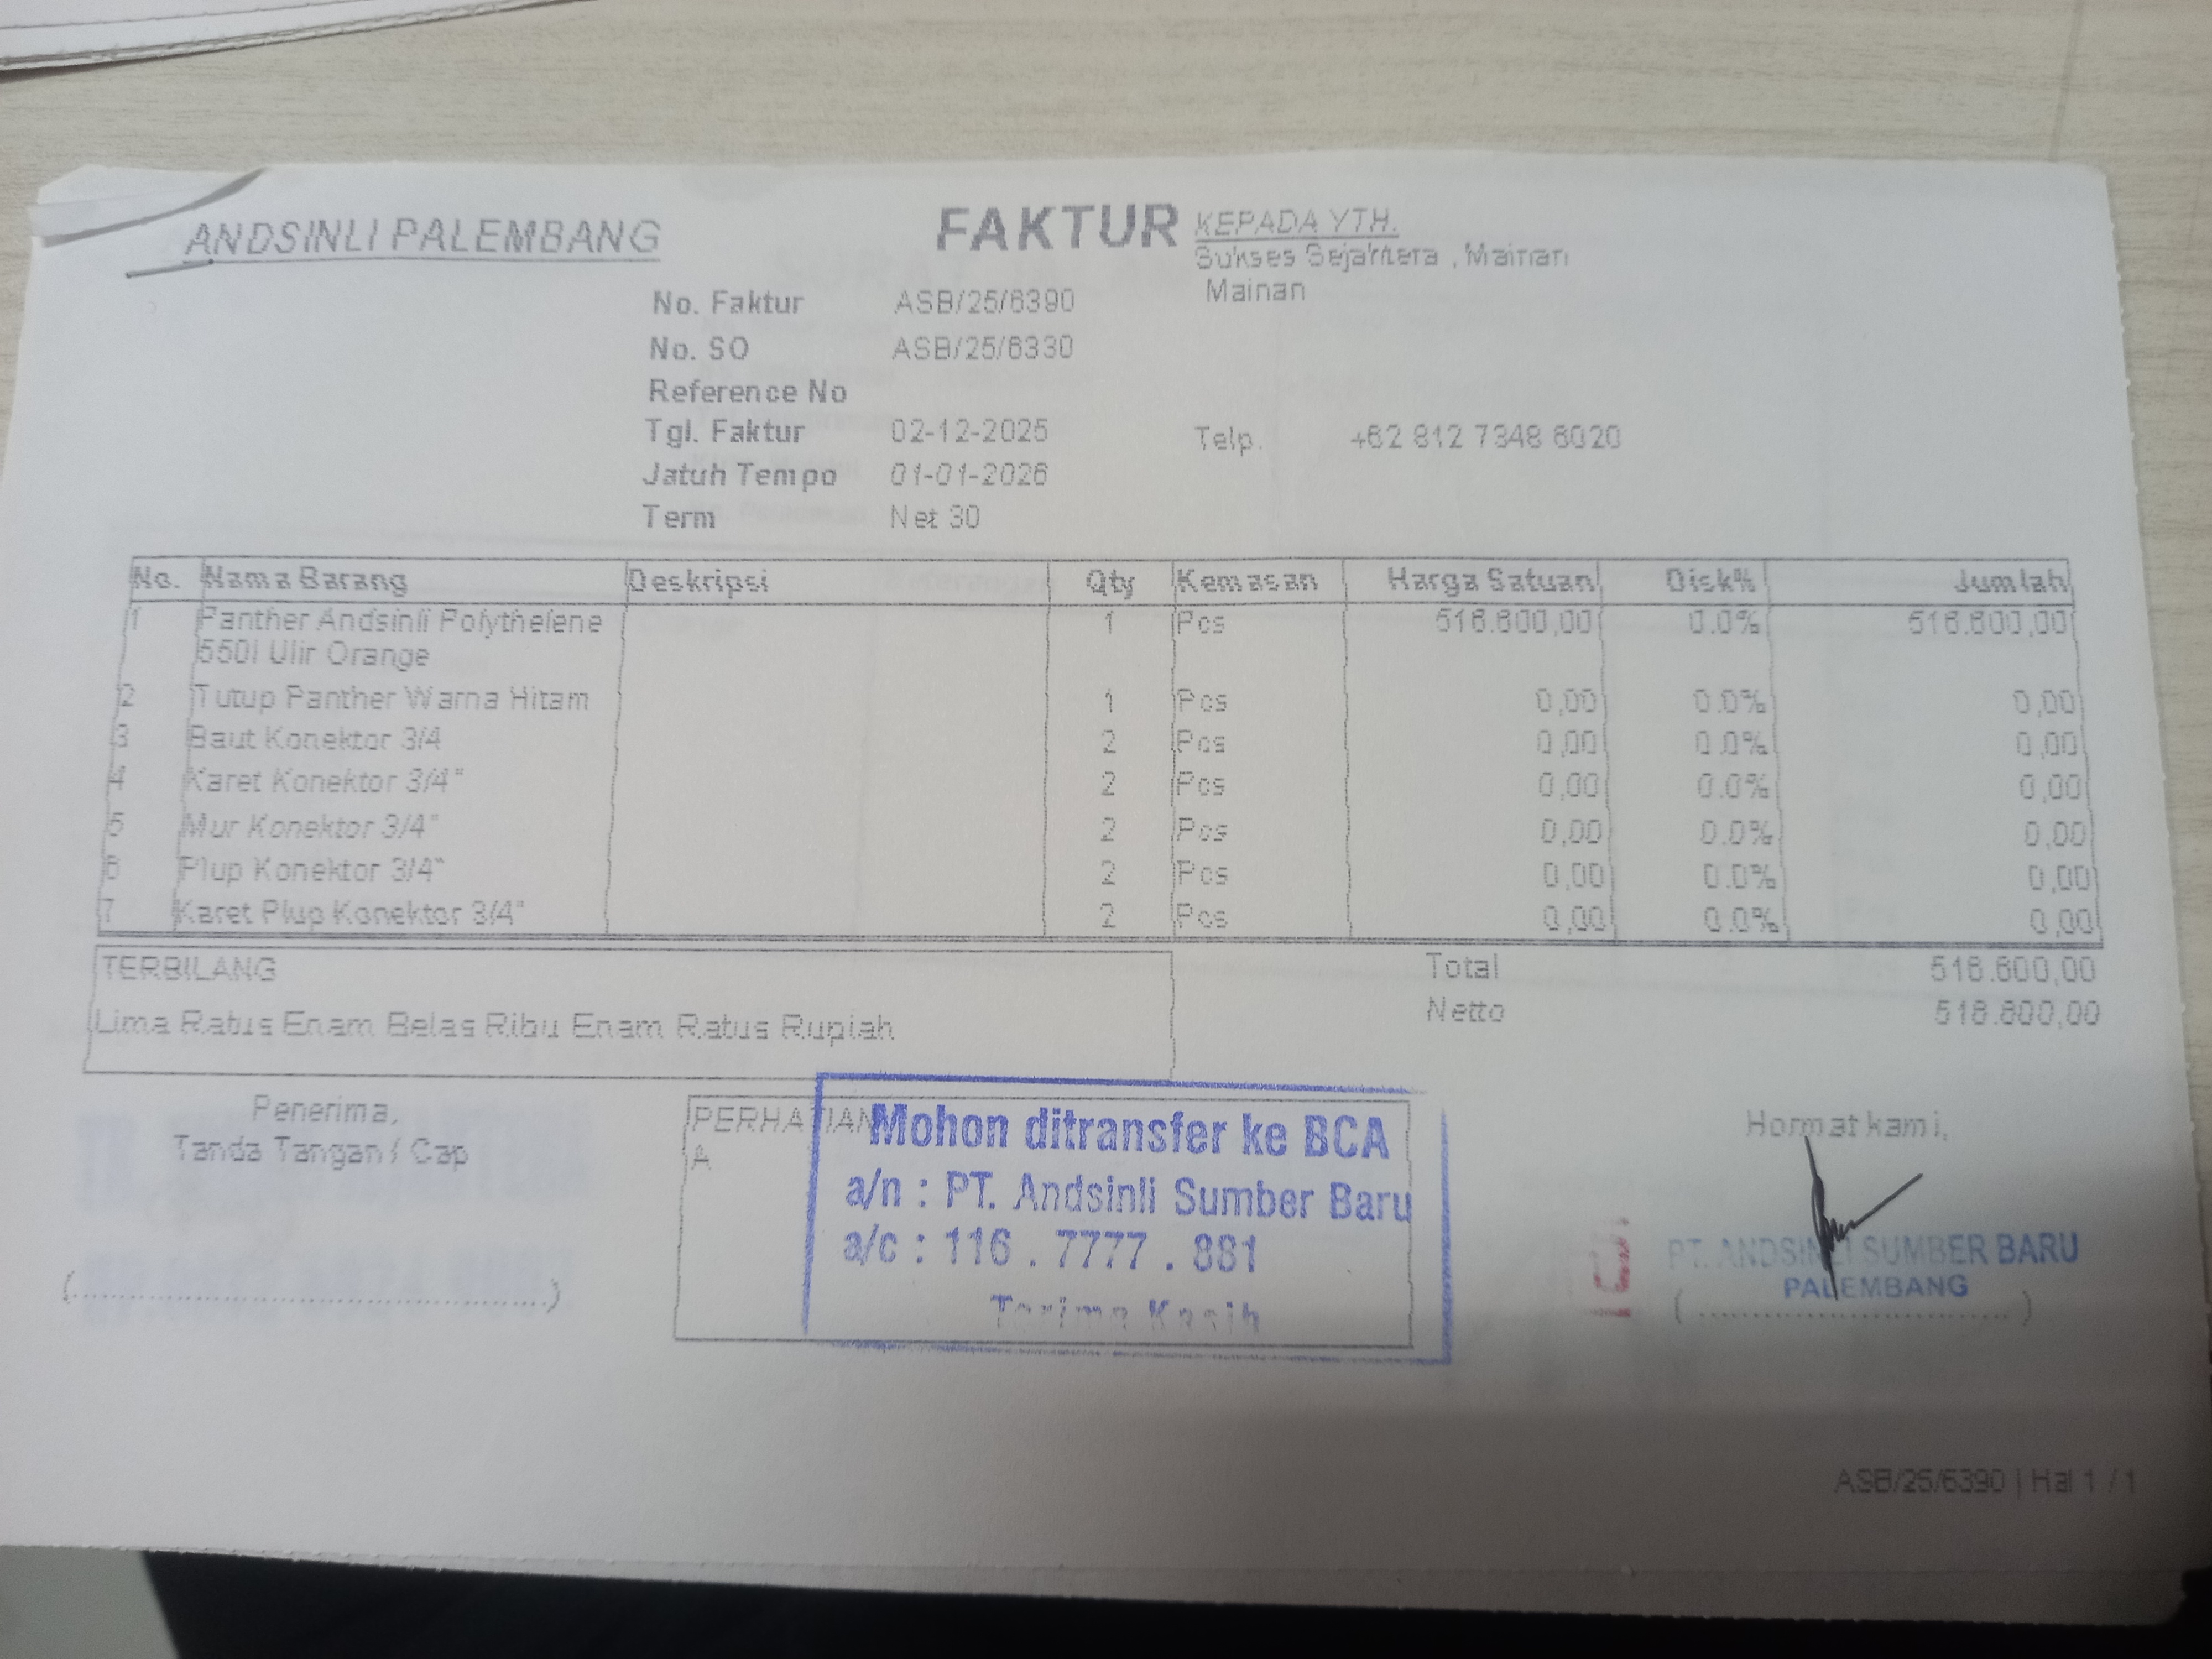 ANDSINLI PALEMBANG
FAKTUR
KEPADA YTH.
Sukses Sejahtera , Mainan
Mainan
No. Faktur ASB/25/6390
No. SO ASB/25/6330
Reference No
Tgl. Faktur 02-12-2025
Telp. +62 812 7348 6020
Jatuh Tempo 01-01-2026
Term Net 30
No. Nama Barang Deskripsi Qty Kemasan Harga Satuan Disk% Jumlah
1 Panther Andsinli Polythelene 1 Pcs 516.600,00 0.0% 516.600,00
550l Ulir Orange
2 Tutup Panther Warna Hitam 1 Pcs 0,00 0.0% 0,00
3 Baut Konektor 3/4 2 Pcs 0,00 0.0% 0,00
4 Karet Konektor 3/4" 2 Pcs 0,00 0.0% 0,00
5 Mur Konektor 3/4" 2 Pcs 0,00 0.0% 0,00
6 Plup Konektor 3/4" 2 Pcs 0,00 0.0% 0,00
7 Karet Plup Konektor 3/4" 2 Pcs 0,00 0.0% 0,00
TERBILANG
Lima Ratus Enam Belas Ribu Enam Ratus Rupiah
Total 516.600,00
Netto 516.600,00
Penerima,
Tanda Tangan / Cap
(..............................................)
PERHATIAN
A
Mohon ditransfer ke BCA
a/n : PT. Andsinli Sumber Baru
a/c : 116 . 7777 . 881
Terima Kasih
Hormat kami,
PT. ANDSINLI SUMBER BARU
PALEMBANG
( .............................. )
ASB/25/6390 | Hal 1 / 1